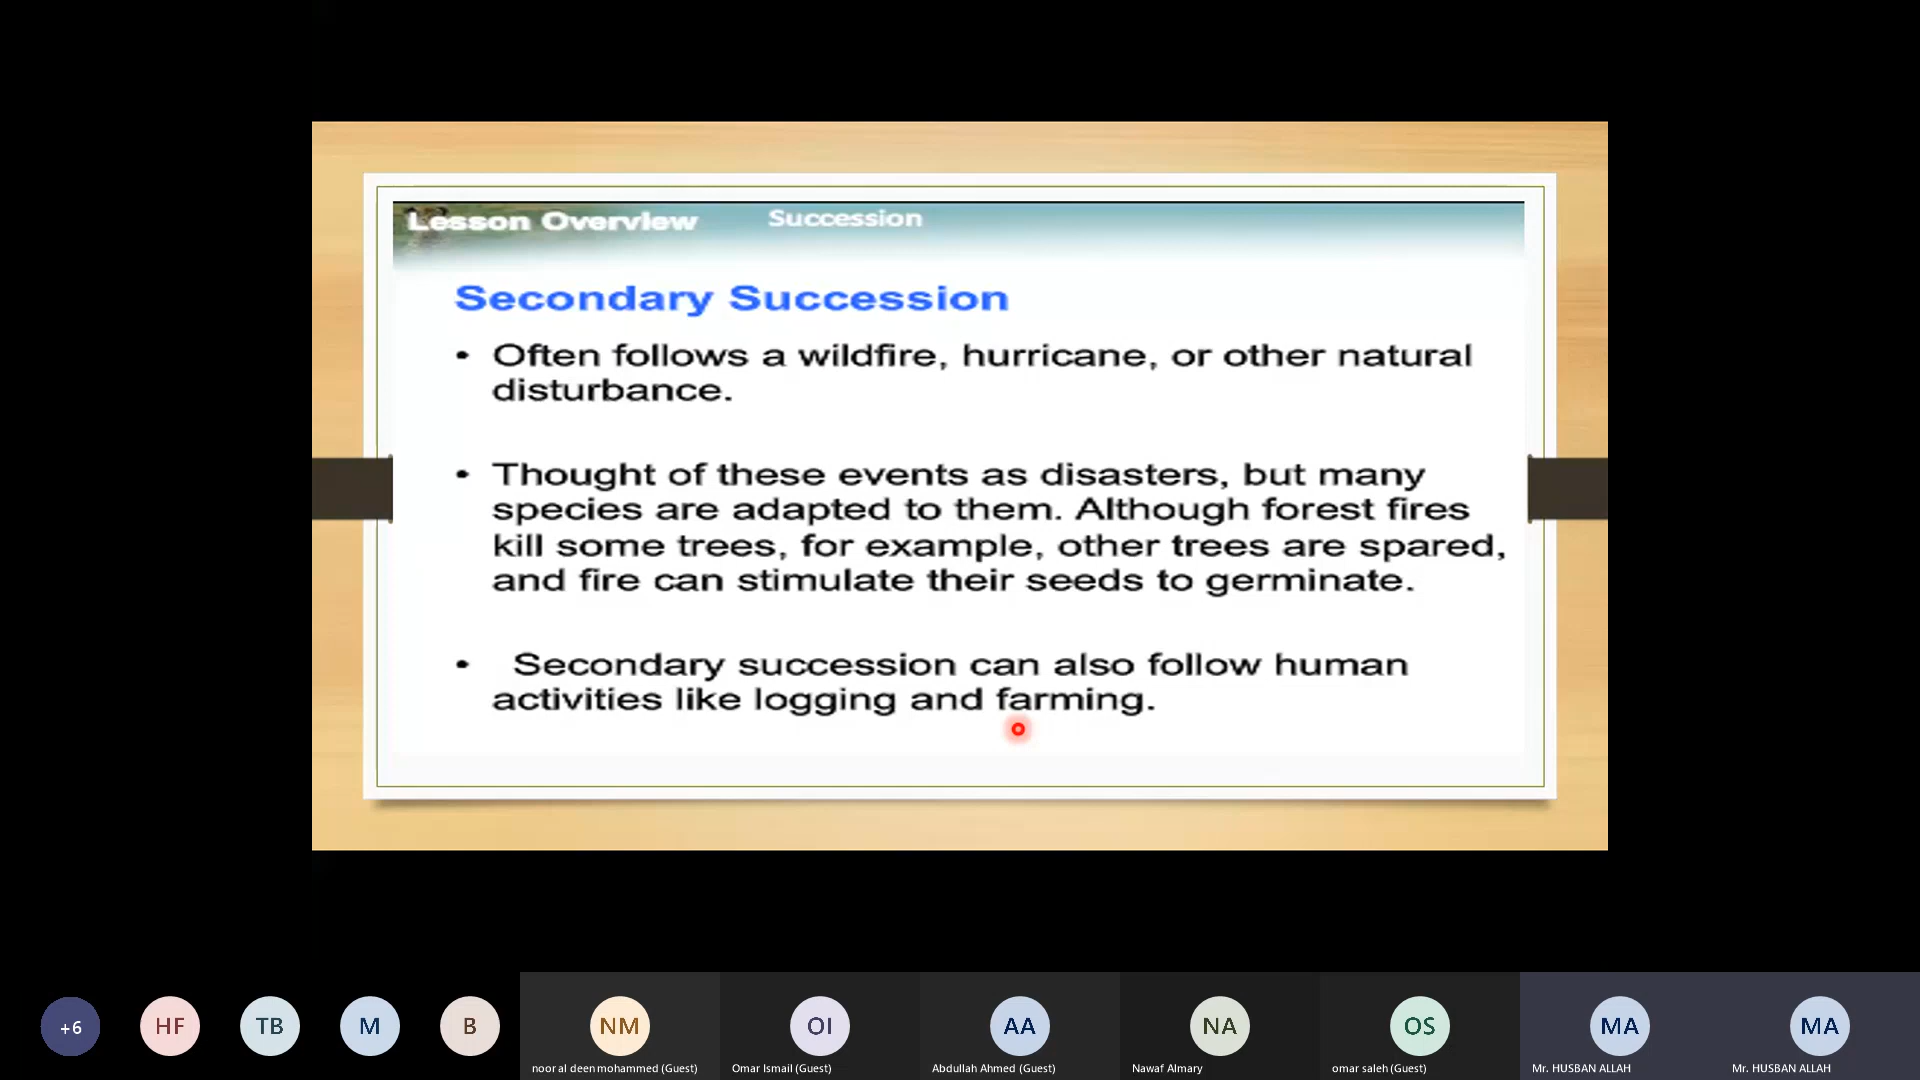 Lesson Overview Succession
Secondary Succession
• Often follows a wildfire, hurricane, or other natural
disturbance.
• Thought of these events as disasters, but many
species are adapted to them. Although forest fires
kill some trees, for example, other trees are spared,
and fire can stimulate their seeds to germinate.
• Secondary succession can also follow human
activities like logging and farming.
+6 HF TB M B NM OI AA NA OS MA MA
noor al deen mohammed (Guest) Omar Ismail (Guest) Abdullah Ahmed (Guest) Nawaf Almary omar saleh (Guest) Mr. HUSBAN ALLAH Mr. HUSBAN ALLAH